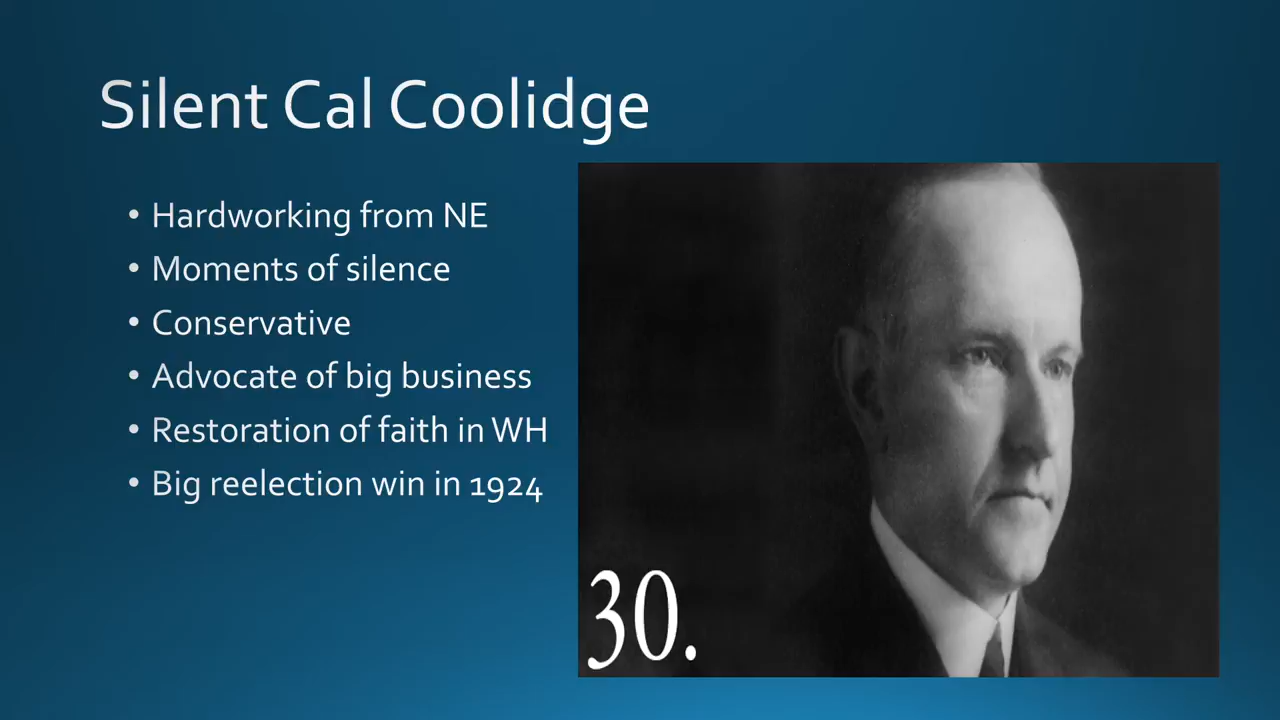 Silent Cal Coolidge
• Hardworking from NE
• Moments of silence
• Conservative
• Advocate of big business
• Restoration of faith in WH
• Big reelection win in 1924
30.